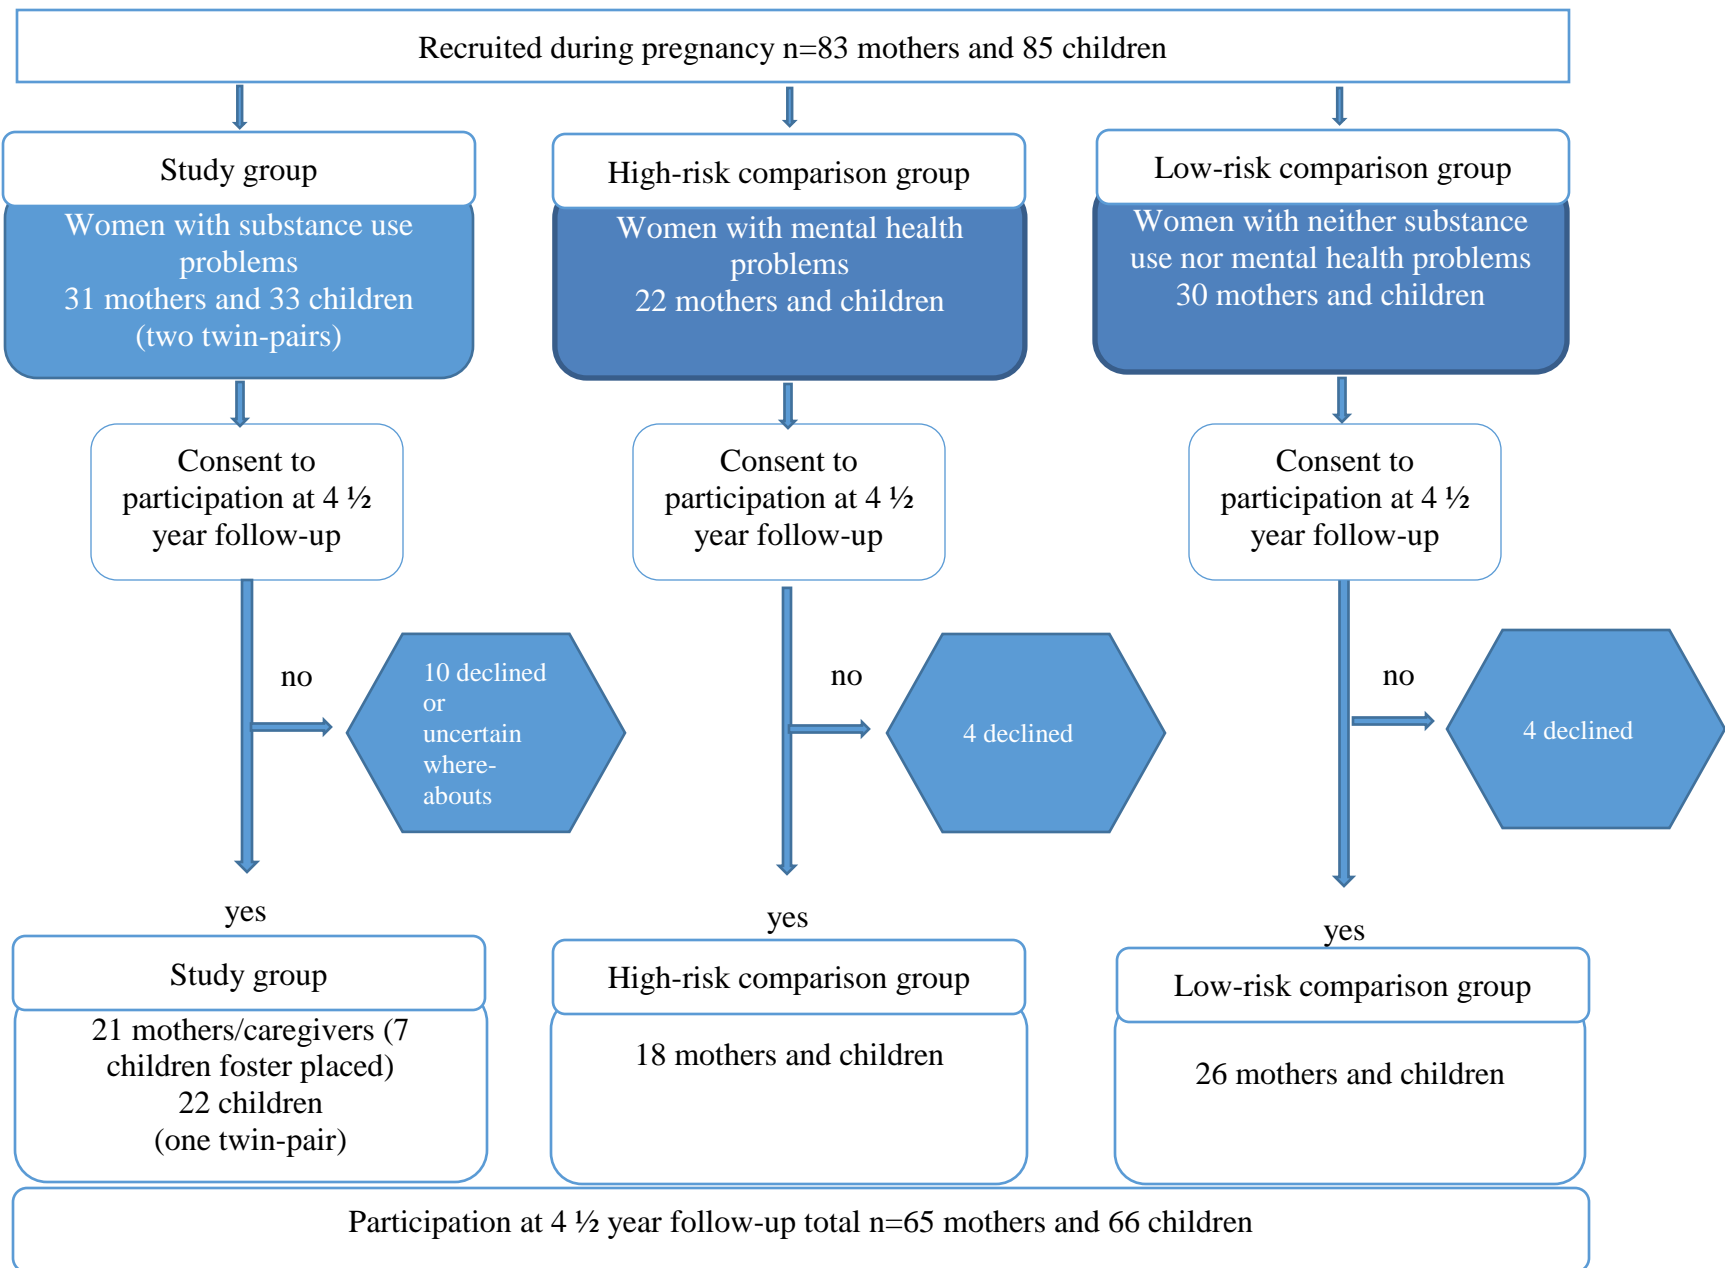 Recruited during pregnancy n=83 mothers and 85 children
Study group
Women with substance use
problems
31 mothers and 33 children
(two twin-pairs)
High-risk comparison group
Women with mental health
problems
22 mothers and children
Low-risk comparison group
Women with neither substance
use nor mental health problems
30 mothers and children
Consent to
participation at 4 ½
year follow-up
Consent to
participation at 4 ½
year follow-up
Consent to
participation at 4 ½
year follow-up
no
10 declined
or
uncertain
where-
abouts
no
4 declined
no
4 declined
yes
yes
yes
Study group
21 mothers/caregivers (7
children foster placed)
22 children
(one twin-pair)
High-risk comparison group
18 mothers and children
Low-risk comparison group
26 mothers and children
Participation at 4 ½ year follow-up total n=65 mothers and 66 children